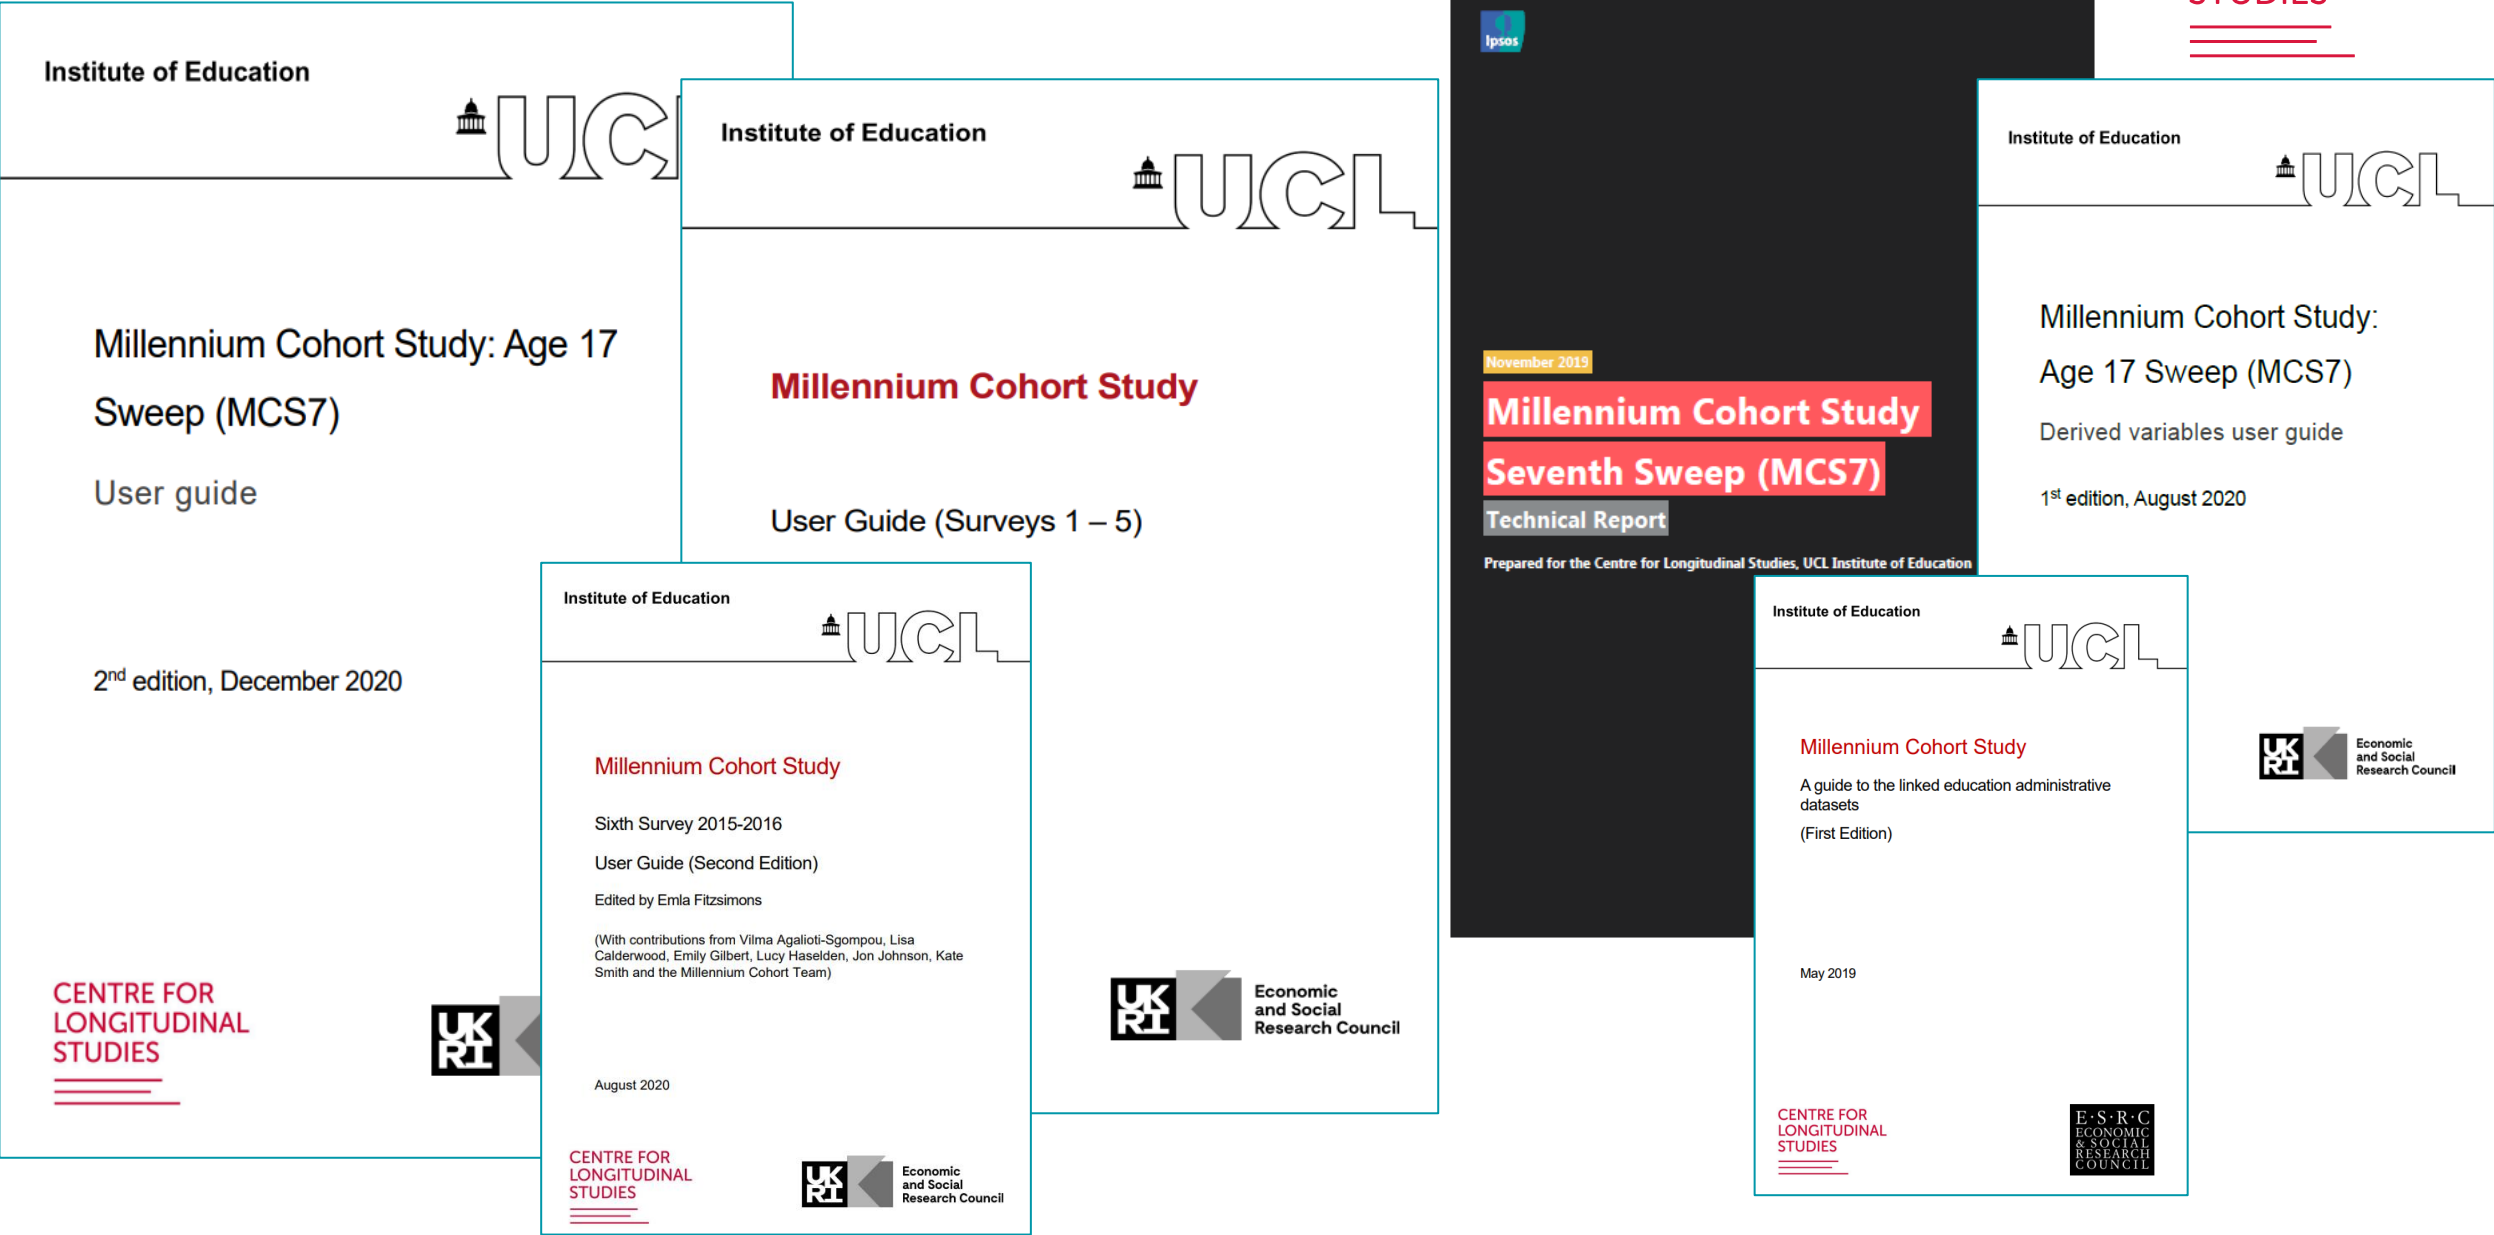 Institute of Education
UCL
Millennium Cohort Study: Age 17
Sweep (MCS7)
User guide
2nd edition, December 2020
CENTRE FOR
LONGITUDINAL
STUDIES
UK
RI
Institute of Education
UCL
Millennium Cohort Study
User Guide (Surveys 1 – 5)
UK
RI
Economic
and Social
Research Council
Institute of Education
UCL
Millennium Cohort Study
Sixth Survey 2015-2016
User Guide (Second Edition)
Edited by Emla Fitzsimons
(With contributions from Vilma Agalioti-Sgompou, Lisa
Calderwood, Emily Gilbert, Lucy Haselden, Jon Johnson, Kate
Smith and the Millennium Cohort Team)
August 2020
CENTRE FOR
LONGITUDINAL
STUDIES
UK
RI
Economic
and Social
Research Council
Ipsos
November 2019
Millennium Cohort Study
Seventh Sweep (MCS7)
Technical Report
Prepared for the Centre for Longitudinal Studies, UCL Institute of Education
STUDIES
Institute of Education
UCL
Millennium Cohort Study:
Age 17 Sweep (MCS7)
Derived variables user guide
1st edition, August 2020
UK
RI
Economic
and Social
Research Council
Institute of Education
UCL
Millennium Cohort Study
A guide to the linked education administrative
datasets
(First Edition)
May 2019
CENTRE FOR
LONGITUDINAL
STUDIES
E·S·R·C
ECONOMIC
& SOCIAL
RESEARCH
COUNCIL